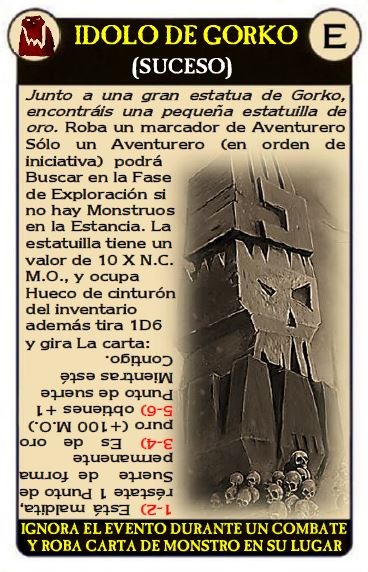 IDOLO DE GORKO
E
(SUCESO)
Junto a una gran estatua de Gorko,
encontráis una pequeña estatuilla de
oro. Roba un marcador de Aventurero
Sólo un Aventurero (en orden de
iniciativa) podrá
Buscar en la Fase
de Exploración si
no hay Monstruos
en la Estancia. La
estatuilla tiene un
valor de 10 X N.C.
M.O., y ocupa
Hueco de cinturón
del inventario
además tira 1D6
y gira La carta:
1-2) Está maldita,
réstate 1 Punto de
Suerte de forma
permanente
3-4) Es de oro
puro (+100 M.O.).
5-6) obtienes +1
Punto de suerte
Mientras esté
Contigo.
IGNORA EL EVENTO DURANTE UN COMBATE
Y ROBA CARTA DE MONSTRO EN SU LUGAR